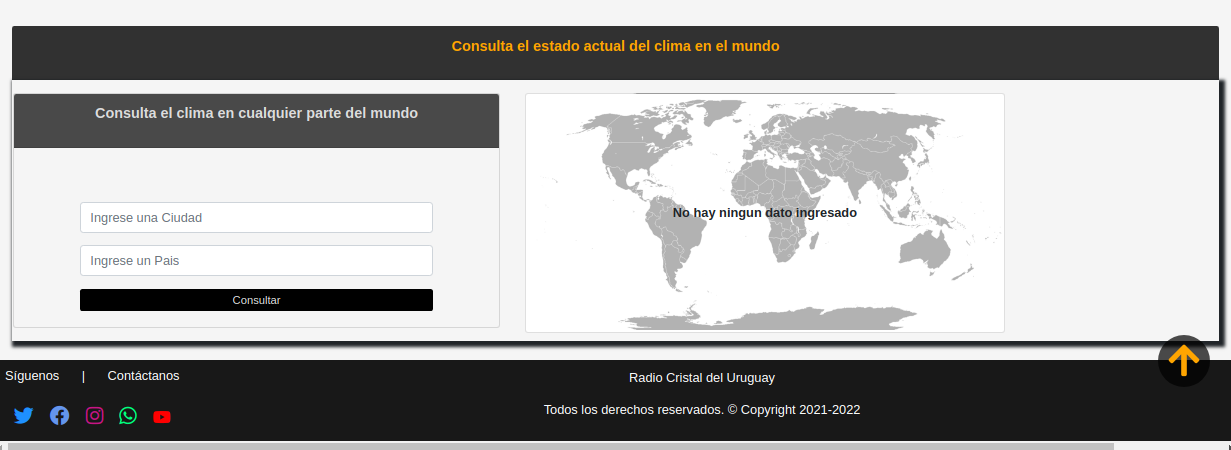 Consulta el estado actual del clima en el mundo
Consulta el clima en cualquier parte del mundo
Ingrese una Ciudad
Ingrese un Pais
Consultar
No hay ningun dato ingresado
Síguenos | Contáctanos
Radio Cristal del Uruguay
Todos los derechos reservados. © Copyright 2021-2022